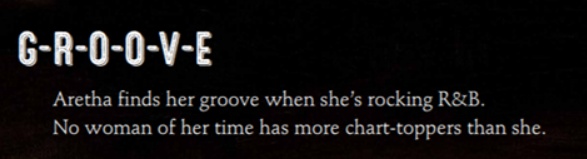 G-R-O-O-V-E
Aretha finds her groove when she's rocking R&B.
No woman of her time has more chart-toppers than she.